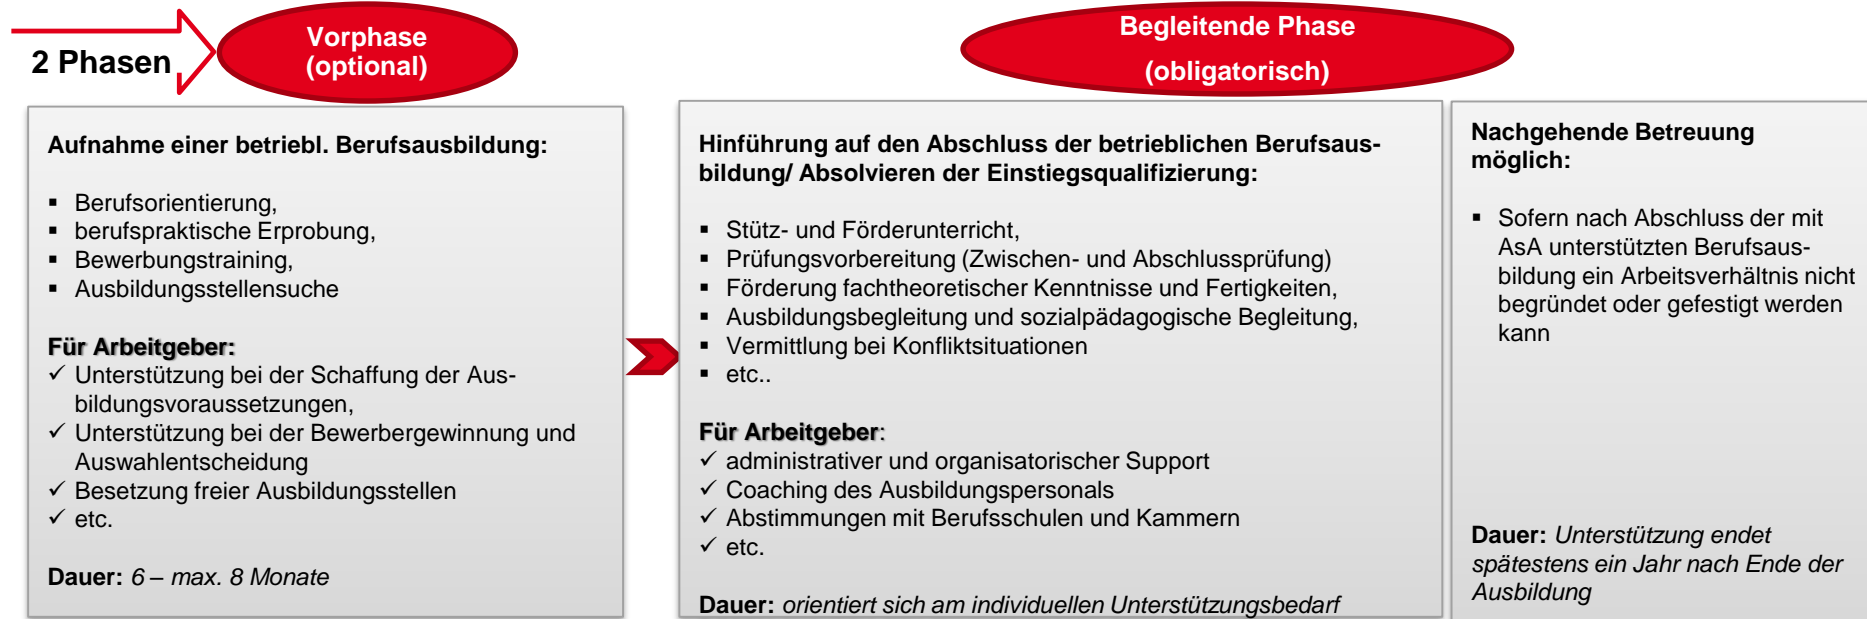 2 Phasen
Vorphase
(optional)
Begleitende Phase
(obligatorisch)
Aufnahme einer betriebl. Berufsausbildung:
▪ Berufsorientierung,
▪ berufspraktische Erprobung,
▪ Bewerbungstraining,
▪ Ausbildungsstellensuche
Für Arbeitgeber:
✓ Unterstützung bei der Schaffung der Aus-
bildungsvoraussetzungen,
✓ Unterstützung bei der Bewerbergewinnung und
Auswahlentscheidung
✓ Besetzung freier Ausbildungsstellen
✓ etc.
Dauer: 6 – max. 8 Monate
Hinführung auf den Abschluss der betrieblichen Berufsaus-
bildung/ Absolvieren der Einstiegsqualifizierung:
▪ Stütz- und Förderunterricht,
▪ Prüfungsvorbereitung (Zwischen- und Abschlussprüfung)
▪ Förderung fachtheoretischer Kenntnisse und Fertigkeiten,
▪ Ausbildungsbegleitung und sozialpädagogische Begleitung,
▪ Vermittlung bei Konfliktsituationen
▪ etc..
Für Arbeitgeber:
✓ administrativer und organisatorischer Support
✓ Coaching des Ausbildungspersonals
✓ Abstimmungen mit Berufsschulen und Kammern
✓ etc.
Dauer: orientiert sich am individuellen Unterstützungsbedarf
Nachgehende Betreuung
möglich:
▪ Sofern nach Abschluss der mit
AsA unterstützten Berufsaus-
bildung ein Arbeitsverhältnis nicht
begründet oder gefestigt werden
kann
Dauer: Unterstützung endet
spätestens ein Jahr nach Ende der
Ausbildung